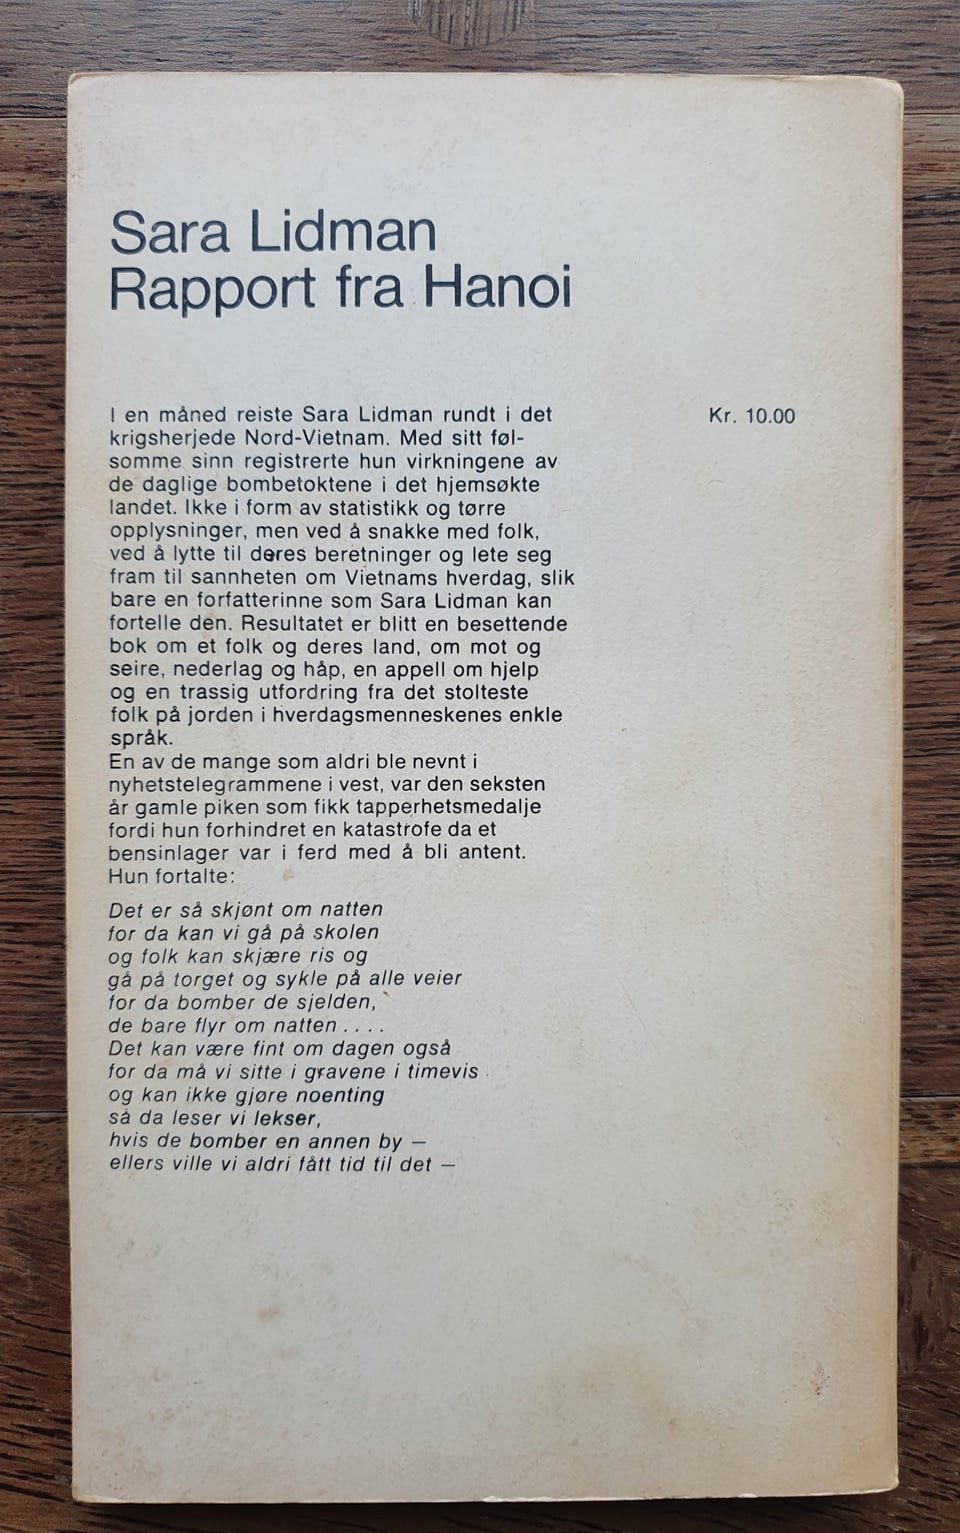 Sara Lidman
Rapport fra Hanoi
I en måned reiste Sara Lidman rundt i det
krigsherjede Nord-Vietnam. Med sitt føl-
somme sinn registrerte hun virkningene av
de daglige bombetoktene i det hjemsøkte
landet. Ikke i form av statistikk og tørre
opplysninger, men ved å snakke med folk,
ved å lytte til deres beretninger og lete seg
fram til sannheten om Vietnams hverdag, slik
bare en forfatterinne som Sara Lidman kan
fortelle den. Resultatet er blitt en besettende
bok om et folk og deres land, om mot og
seire, nederlag og håp, en appell om hjelp
og en trassig utfordring fra det stolteste
folk på jorden i hverdagsmenneskenes enkle
språk.
En av de mange som aldri ble nevnt i
nyhetstelegrammene i vest, var den seksten
år gamle piken som fikk tapperhetsmedalje
fordi hun forhindret en katastrofe da et
bensinlager var i ferd med å bli antent.
Hun fortalte:
Det er så skjønt om natten
for da kan vi gå på skolen
og folk kan skjære ris og
gå på torget og sykle på alle veier
for da bomber de sjelden,
de bare flyr om natten . . . .
Det kan være fint om dagen også
for da må vi sitte i gravene i timevis
og kan ikke gjøre noenting
så da leser vi lekser,
hvis de bomber en annen by —
ellers ville vi aldri fått tid til det —
Kr. 10.00